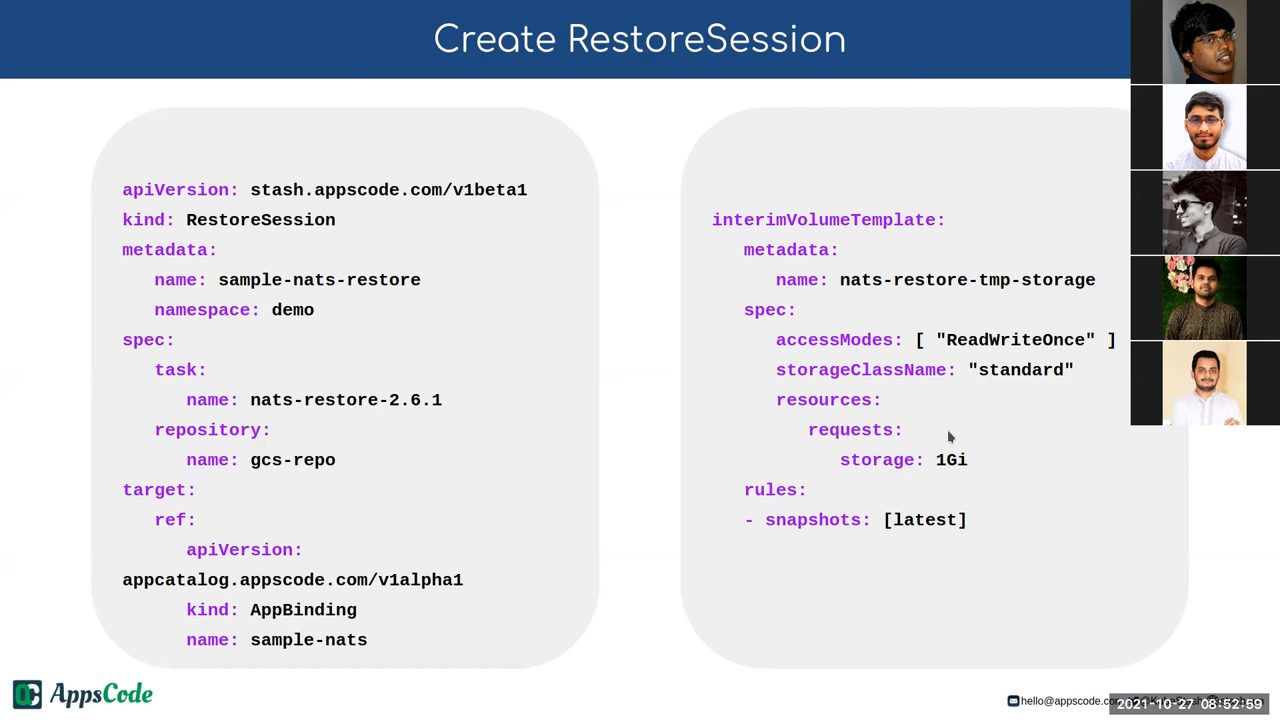 Create RestoreSession
apiVersion: stash.appscode.com/v1beta1
kind: RestoreSession
metadata:
name: sample-nats-restore
namespace: demo
spec:
task:
name: nats-restore-2.6.1
repository:
name: gcs-repo
target:
ref:
apiVersion:
appcatalog.appscode.com/v1alpha1
kind: AppBinding
name: sample-nats
interimVolumeTemplate:
metadata:
name: nats-restore-tmp-storage
spec:
accessModes: [ "ReadWriteOnce" ]
storageClassName: "standard"
resources:
requests:
storage: 1Gi
rules:
- snapshots: [latest]
AppsCode
hello@appscode.com
2021-10-27 08:52:59